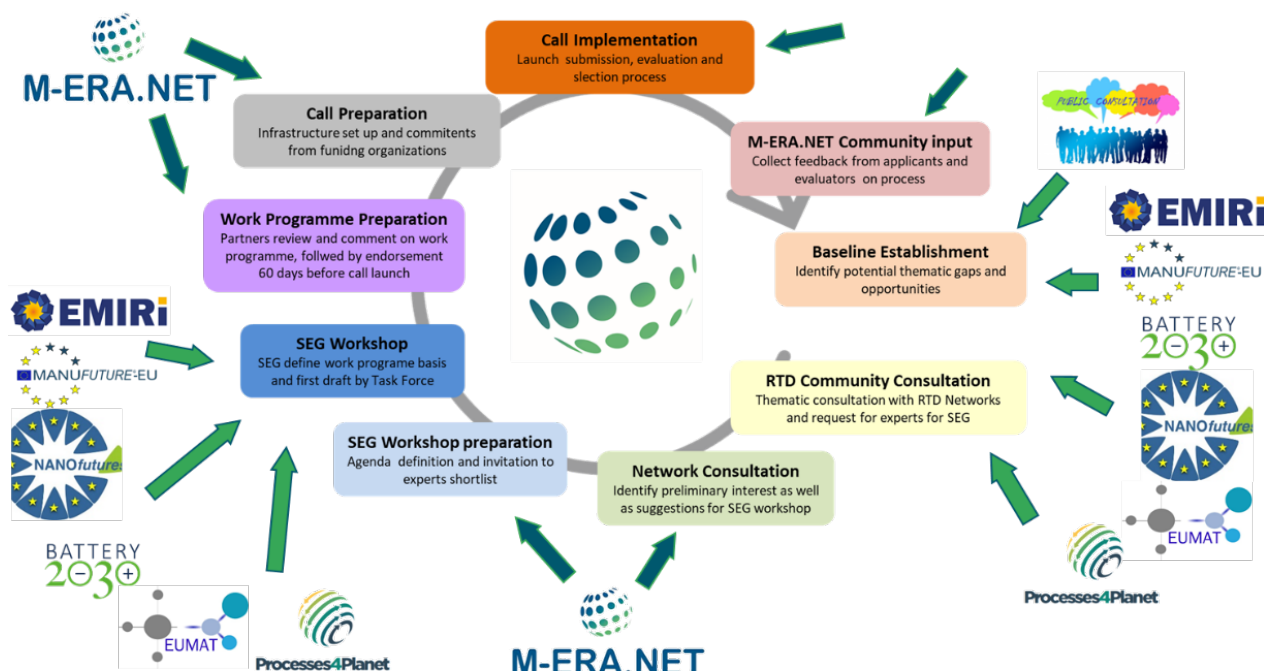 M-ERA.NET
Call Implementation
Launch submission, evaluation and
slection process
Call Preparation
Infrastructure set up and commitents
from funidng organizations
PUBLIC CONSULTATION
M-ERA.NET Community input
Collect feedback from applicants and
evaluators on process
Work Programme Preparation
Partners review and comment on work
programme, follwed by endorsement
60 days before call launch
EMIRi
MANUFUTURE-EU
Baseline Establishment
Identify potential thematic gaps and
opportunities
EMIRi
MANUFUTURE-EU
NANOfutures
SEG Workshop
SEG define work programe basis
and first draft by Task Force
BATTERY
2030+
NANOfutures
EUMAT
RTD Community Consultation
Thematic consultation with RTD Networks
and request for experts for SEG
SEG Workshop preparation
Agenda definition and invitation to
experts shortlist
Network Consultation
Identify preliminary interest as well
as suggestions for SEG workshop
BATTERY
2030+
EUMAT
Processes4Planet
M-ERA.NET
Processes4Planet